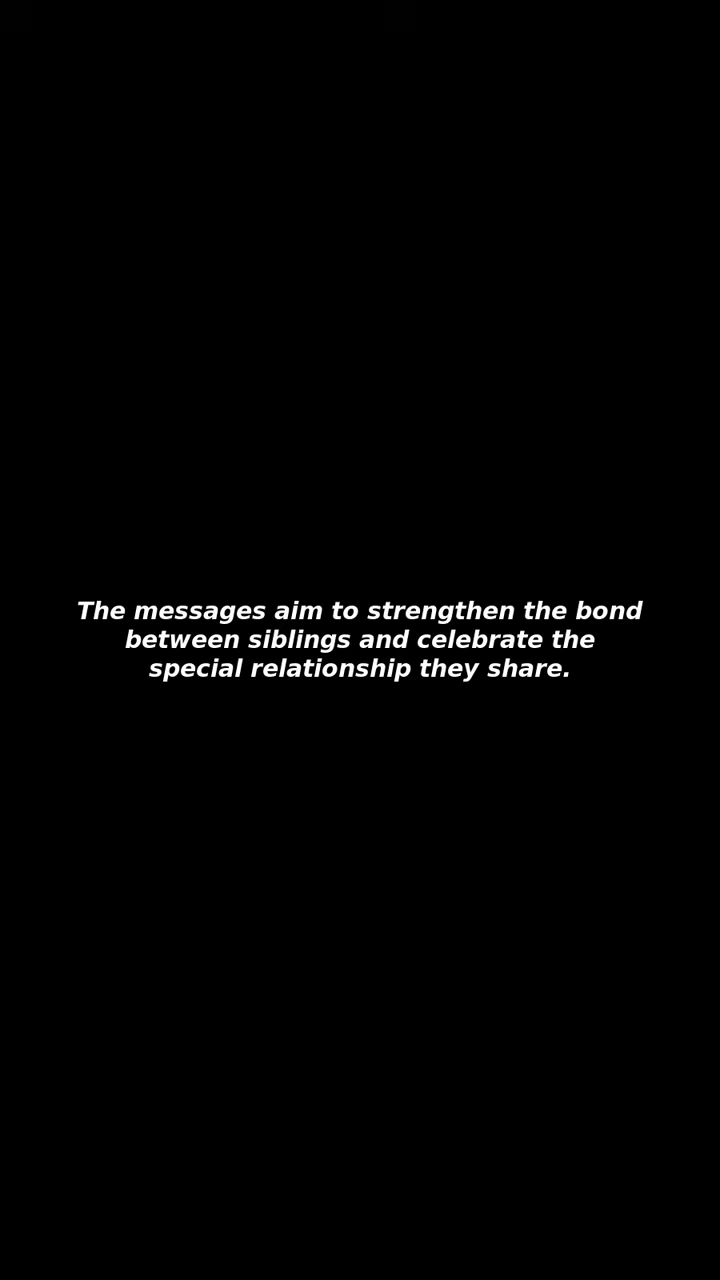 The messages aim to strengthen the bond
between siblings and celebrate the
special relationship they share.